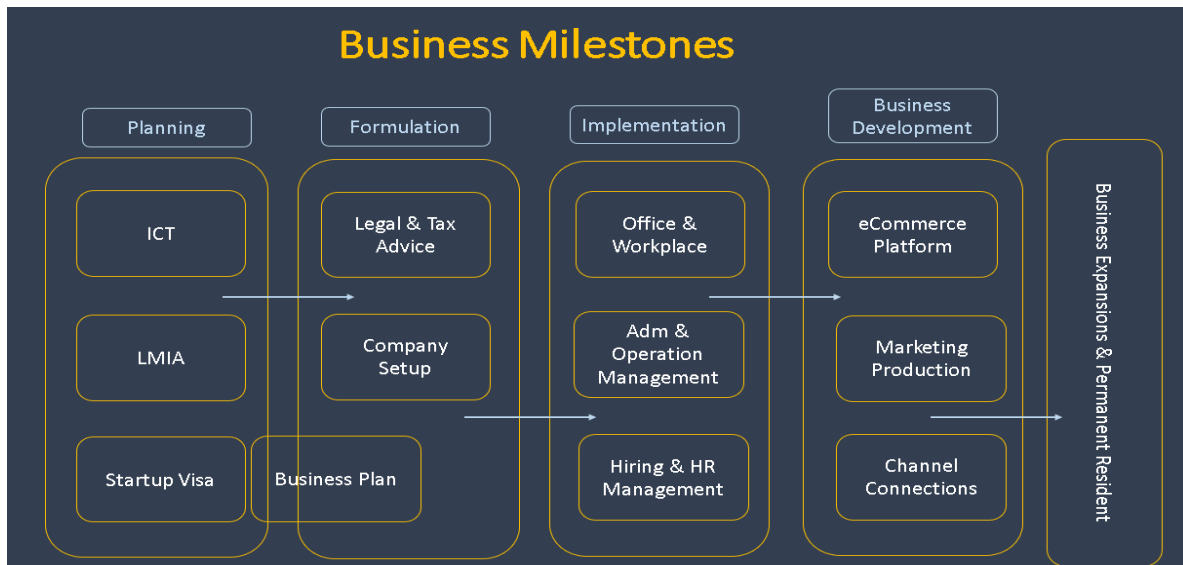 Business Milestones
Planning
Formulation
Implementation
Business
Development
ICT
LMIA
Startup Visa
Legal & Tax
Advice
Company
Setup
Business Plan
Office &
Workplace
Adm &
Operation
Management
Hiring & HR
Management
eCommerce
Platform
Marketing
Production
Channel
Connections
Business Expansions & Permanent Resident